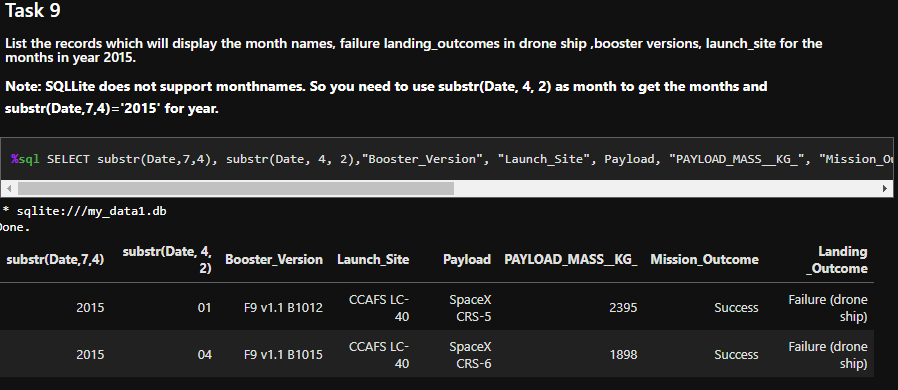 Task 9
List the records which will display the month names, failure landing_outcomes in drone ship ,booster versions, launch_site for the
months in year 2015.
Note: SQLLite does not support monthnames. So you need to use substr(Date, 4, 2) as month to get the months and
substr(Date,7,4)='2015' for year.
%sql SELECT substr(Date,7,4), substr(Date, 4, 2),"Booster_Version", "Launch_Site", Payload, "PAYLOAD_MASS__KG_", "Mission_Ou
* sqlite:///my_data1.db
Done.
substr(Date,7,4) substr(Date, 4, 2) Booster_Version Launch_Site Payload PAYLOAD_MASS__KG_ Mission_Outcome Landing _Outcome
2015 01 F9 v1.1 B1012 CCAFS LC-40 SpaceX CRS-5 2395 Success Failure (drone ship)
2015 04 F9 v1.1 B1015 CCAFS LC-40 SpaceX CRS-6 1898 Success Failure (drone ship)